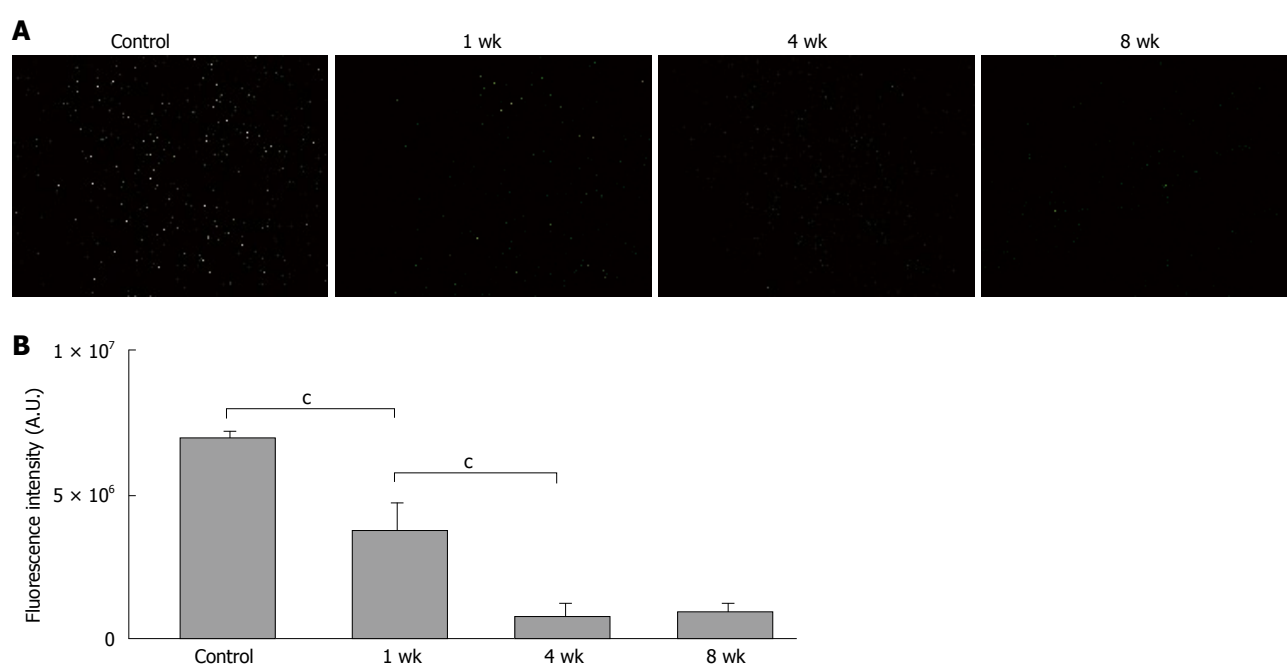 A
Control 1 wk 4 wk 8 wk
B
1 × 10⁷
c
c
5 × 10⁶
Fluorescence intensity (A.U.)
0
Control 1 wk 4 wk 8 wk